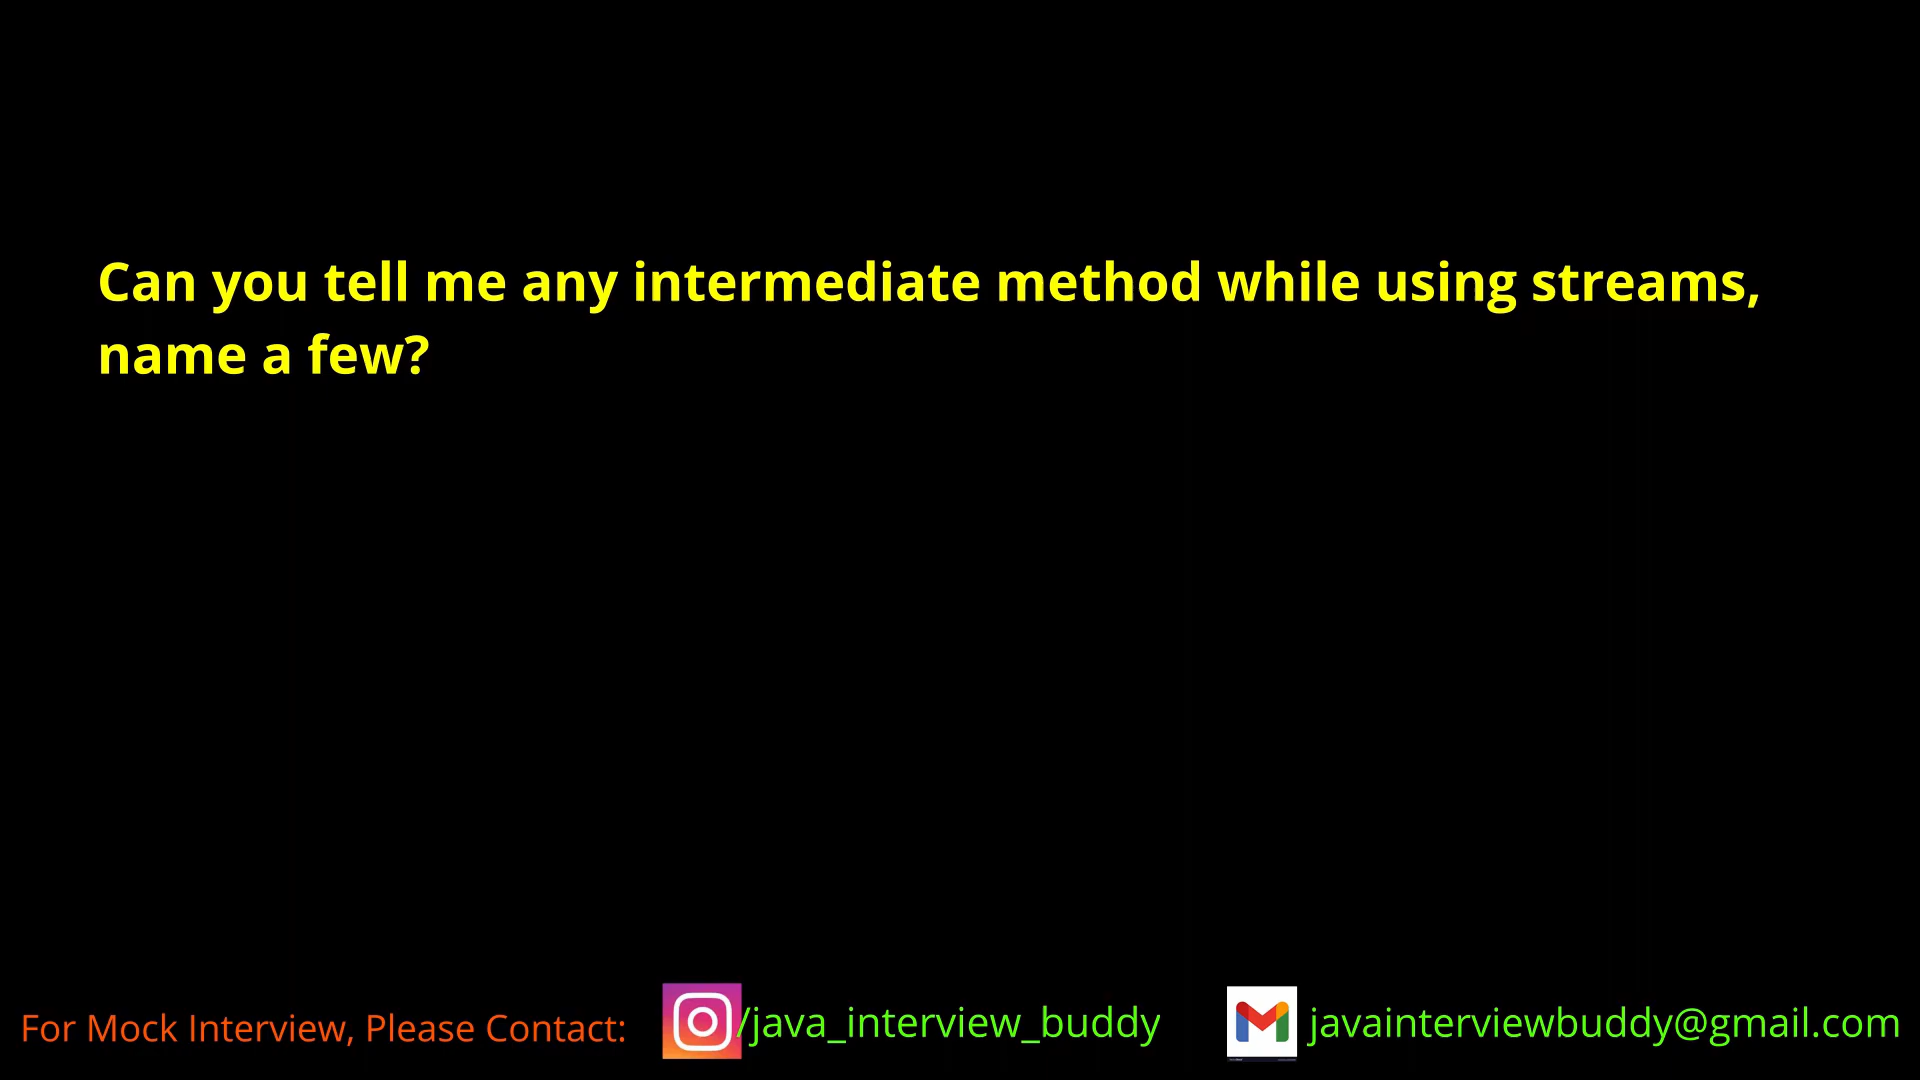 Can you tell me any intermediate method while using streams,
name a few?
For Mock Interview, Please Contact: /java_interview_buddy javainterviewbuddy@gmail.com